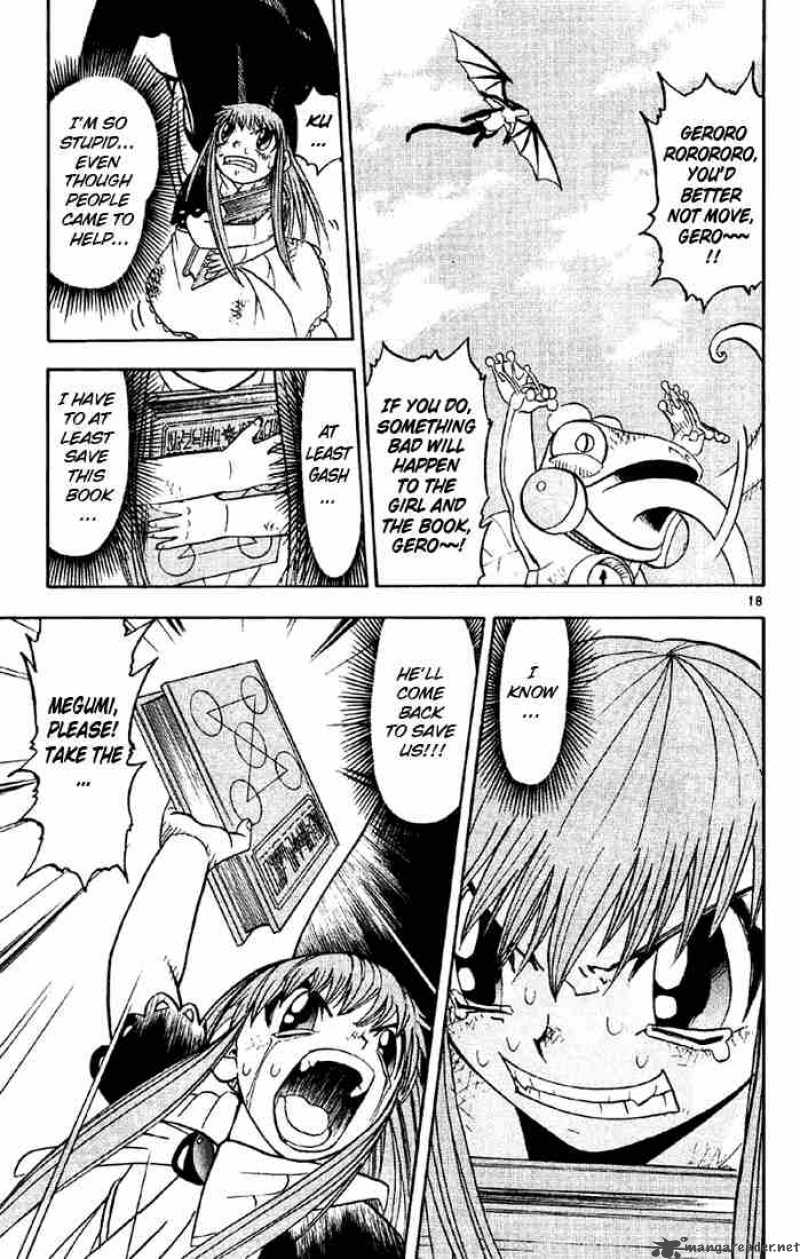 GERORO
RORORORO,
YOU'D
BETTER
NOT MOVE,
GERO~~~
!!
IF YOU DO,
SOMETHING
BAD WILL
HAPPEN
TO THE
GIRL AND
THE BOOK,
GERO~~!
KU
...
I'M SO
STUPID...
EVEN
THOUGH
PEOPLE
CAME TO
HELP...
AT
LEAST
GASH
...
I HAVE
TO AT
LEAST
SAVE
THIS
BOOK
...
18
I
KNOW
...
HE'LL
COME
BACK
TO SAVE
US!!!
MEGUMI,
PLEASE!
TAKE THE
...
mangareader.net